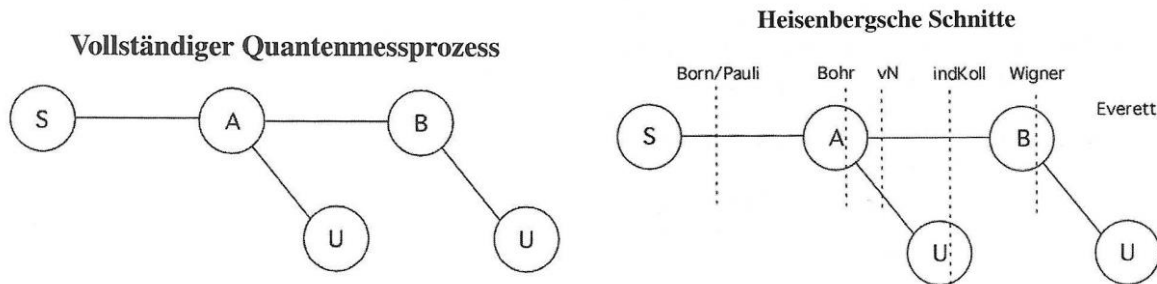 Vollständiger Quantenmessprozess
S A B
U U
Heisenbergsche Schnitte
Born/Pauli Bohr vN indKoll Wigner
Everett
S A B
U U